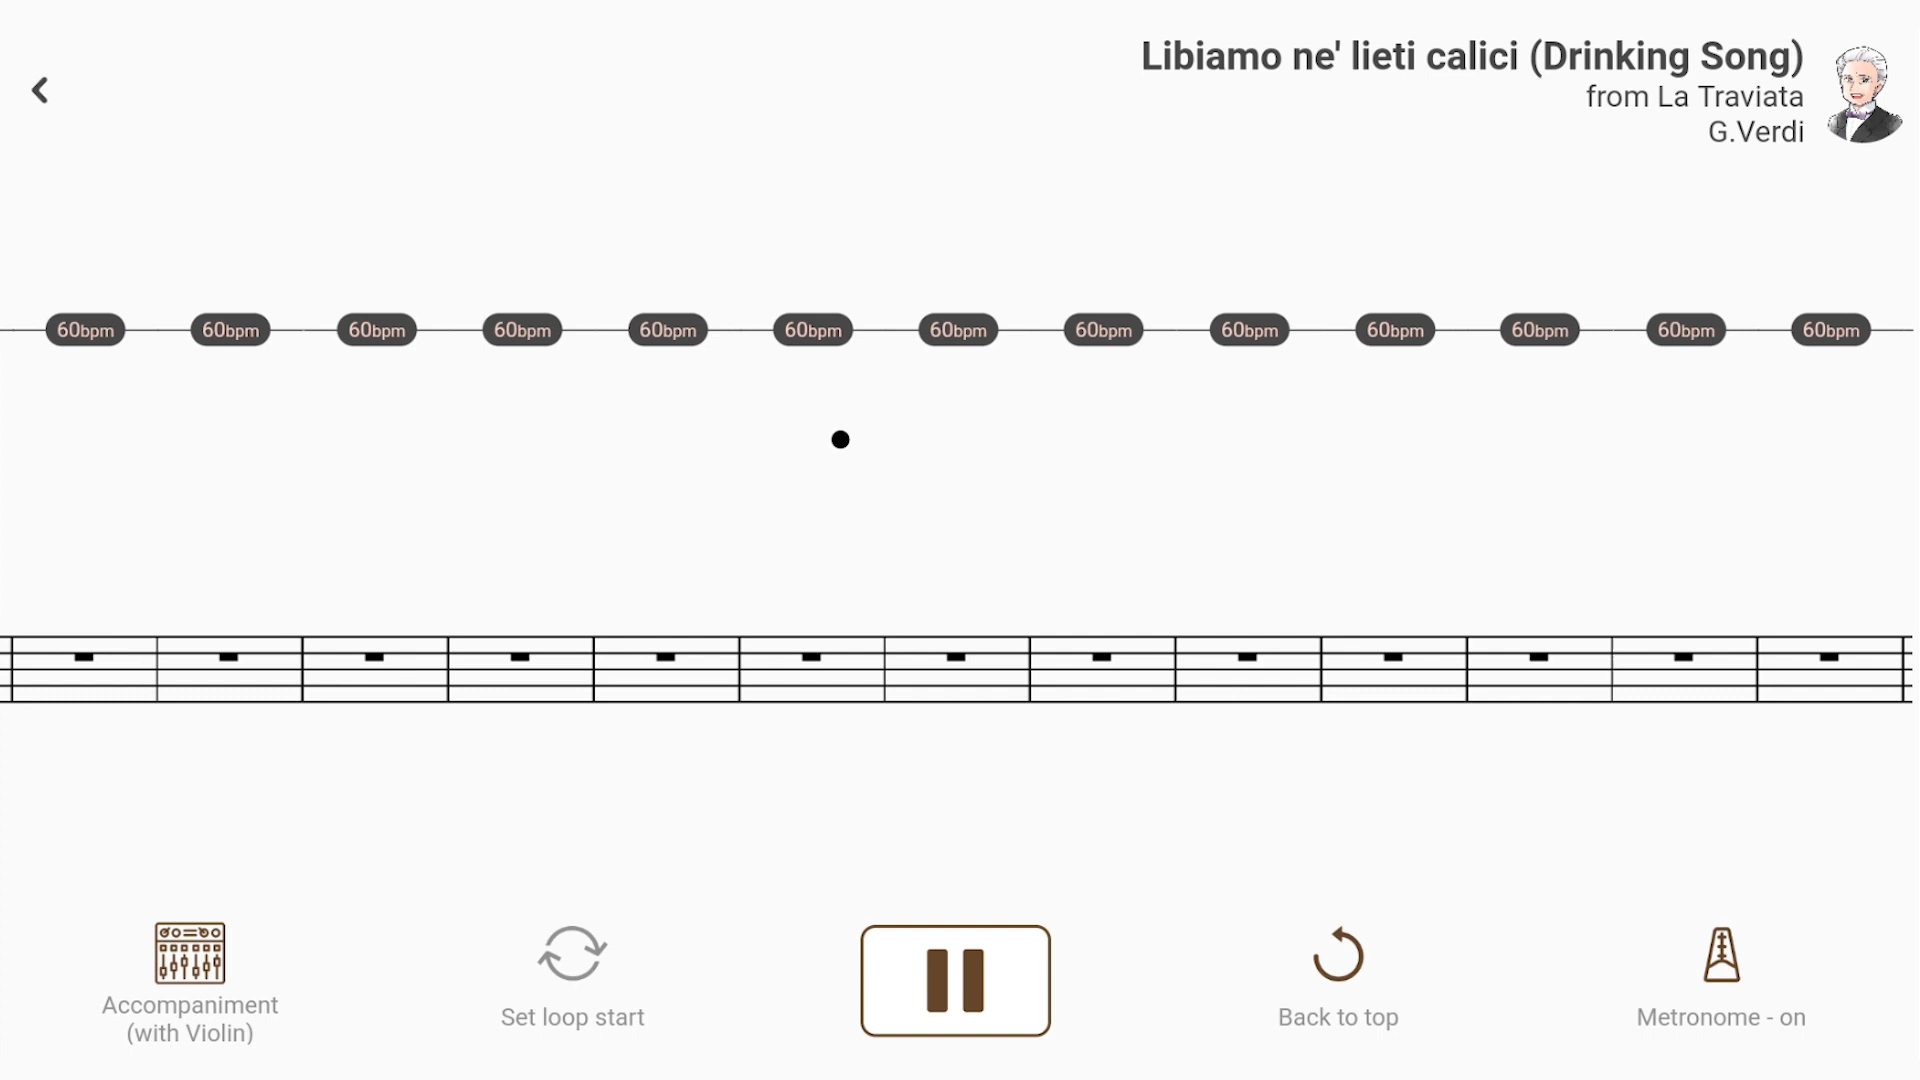 Libiamo ne' lieti calici (Drinking Song)
from La Traviata
G.Verdi
60bpm 60bpm 60bpm 60bpm 60bpm 60bpm 60bpm 60bpm 60bpm 60bpm 60bpm 60bpm 60bpm
Accompaniment
(with Violin)
Set loop start
Back to top
Metronome - on